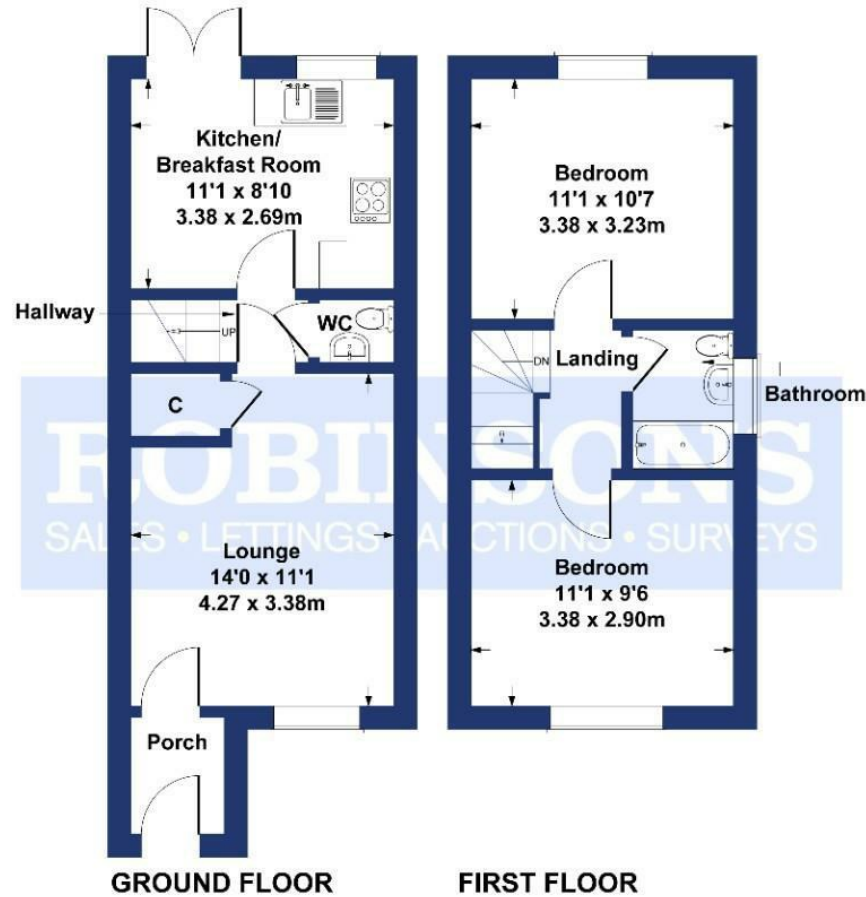 Kitchen/
Breakfast Room
11'1 x 8'10
3.38 x 2.69m
Hallway
UP
WC
C
Lounge
14'0 x 11'1
4.27 x 3.38m
Porch
GROUND FLOOR
Bedroom
11'1 x 10'7
3.38 x 3.23m
DN
Landing
Bathroom
Bedroom
11'1 x 9'6
3.38 x 2.90m
FIRST FLOOR
ROBINSONS
SALES • LETTINGS • AUCTIONS • SURVEYS